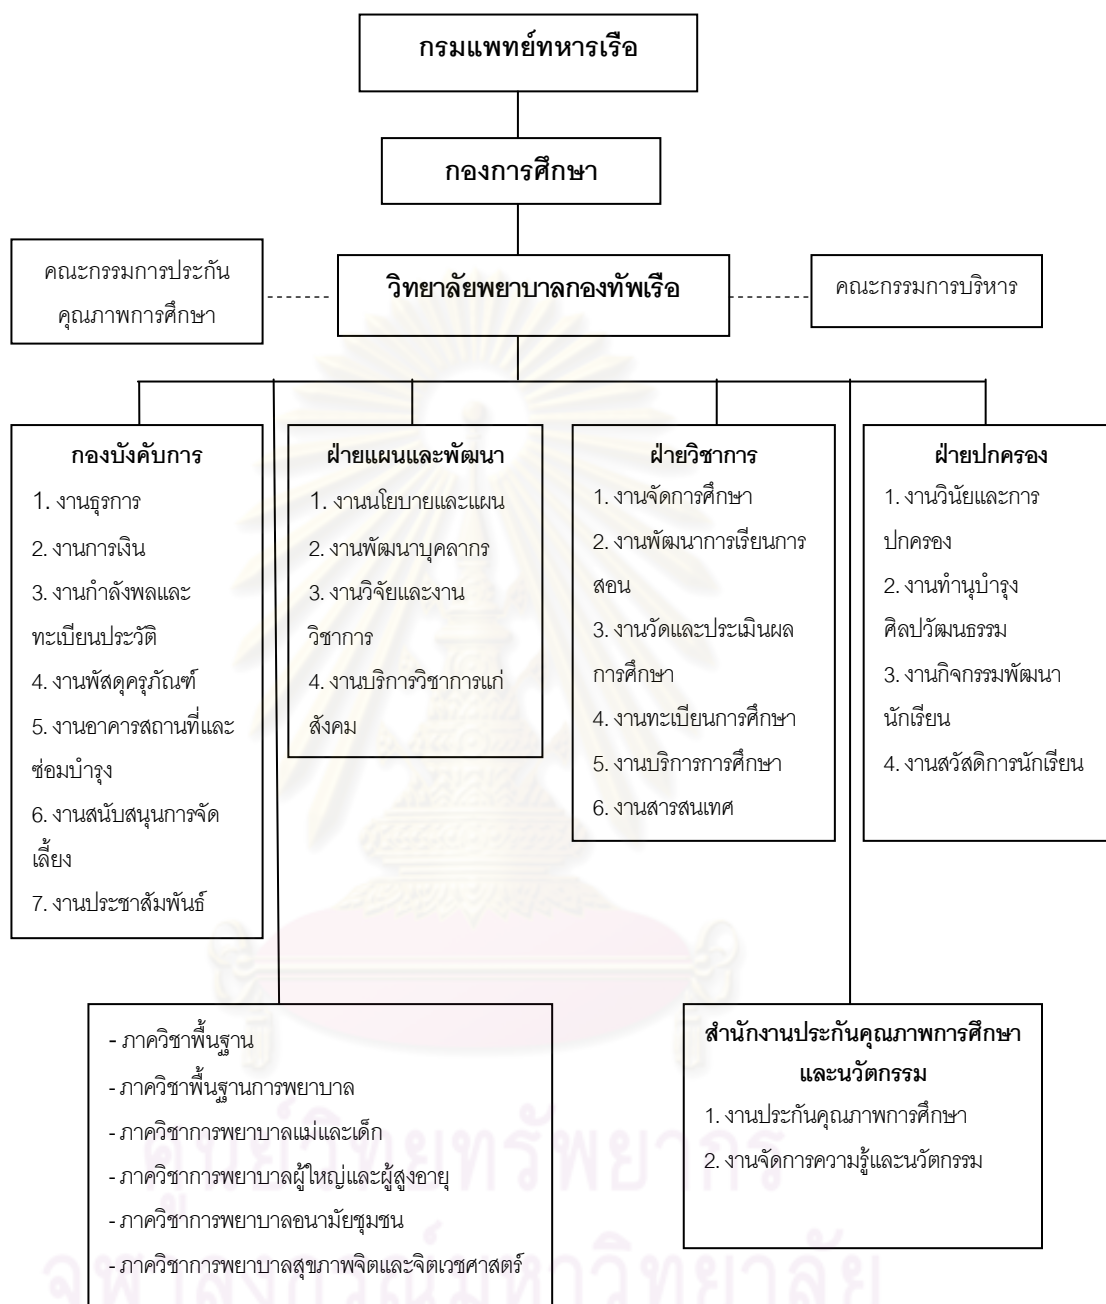 กรมแพทย์ทหารเรือ
กองการศึกษา
คณะกรรมการประกัน
คุณภาพการศึกษา
วิทยาลัยพยาบาลกองทัพเรือ
คณะกรรมการบริหาร
กองบังคับการ
1. งานธุรการ
2. งานการเงิน
3. งานกำลังพลและ
ทะเบียนประวัติ
4. งานพัสดุครุภัณฑ์
5. งานอาคารสถานที่และ
ซ่อมบำรุง
6. งานสนับสนุนการจัด
เลี้ยง
7. งานประชาสัมพันธ์
ฝ่ายแผนและพัฒนา
1. งานนโยบายและแผน
2. งานพัฒนาบุคลากร
3. งานวิจัยและงาน
วิชาการ
4. งานบริการวิชาการแก่
สังคม
ฝ่ายวิชาการ
1. งานจัดการศึกษา
2. งานพัฒนาการเรียนการ
สอน
3. งานวัดและประเมินผล
การศึกษา
4. งานทะเบียนการศึกษา
5. งานบริการการศึกษา
6. งานสารสนเทศ
ฝ่ายปกครอง
1. งานวินัยและการ
ปกครอง
2. งานทำนุบำรุง
ศิลปวัฒนธรรม
3. งานกิจกรรมพัฒนา
นักเรียน
4. งานสวัสดิการนักเรียน
- ภาควิชาพื้นฐาน
- ภาควิชาพื้นฐานการพยาบาล
- ภาควิชาการพยาบาลแม่และเด็ก
- ภาควิชาการพยาบาลผู้ใหญ่และผู้สูงอายุ
- ภาควิชาการพยาบาลอนามัยชุมชน
- ภาควิชาการพยาบาลสุขภาพจิตและจิตเวชศาสตร์
สำนักงานประกันคุณภาพการศึกษา
และนวัตกรรม
1. งานประกันคุณภาพการศึกษา
2. งานจัดการความรู้และนวัตกรรม
ศูนย์วิทยทรัพยากร
จุฬาลงกรณ์มหาวิทยาลัย